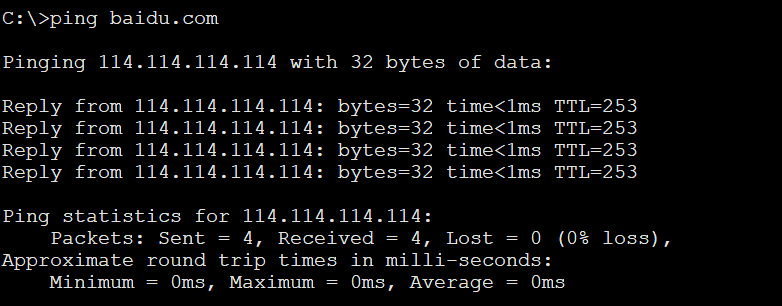 C:\>ping baidu.com
Pinging 114.114.114.114 with 32 bytes of data:
Reply from 114.114.114.114: bytes=32 time<1ms TTL=253
Reply from 114.114.114.114: bytes=32 time<1ms TTL=253
Reply from 114.114.114.114: bytes=32 time<1ms TTL=253
Reply from 114.114.114.114: bytes=32 time<1ms TTL=253
Ping statistics for 114.114.114.114:
    Packets: Sent = 4, Received = 4, Lost = 0 (0% loss),
Approximate round trip times in milli-seconds:
    Minimum = 0ms, Maximum = 0ms, Average = 0ms